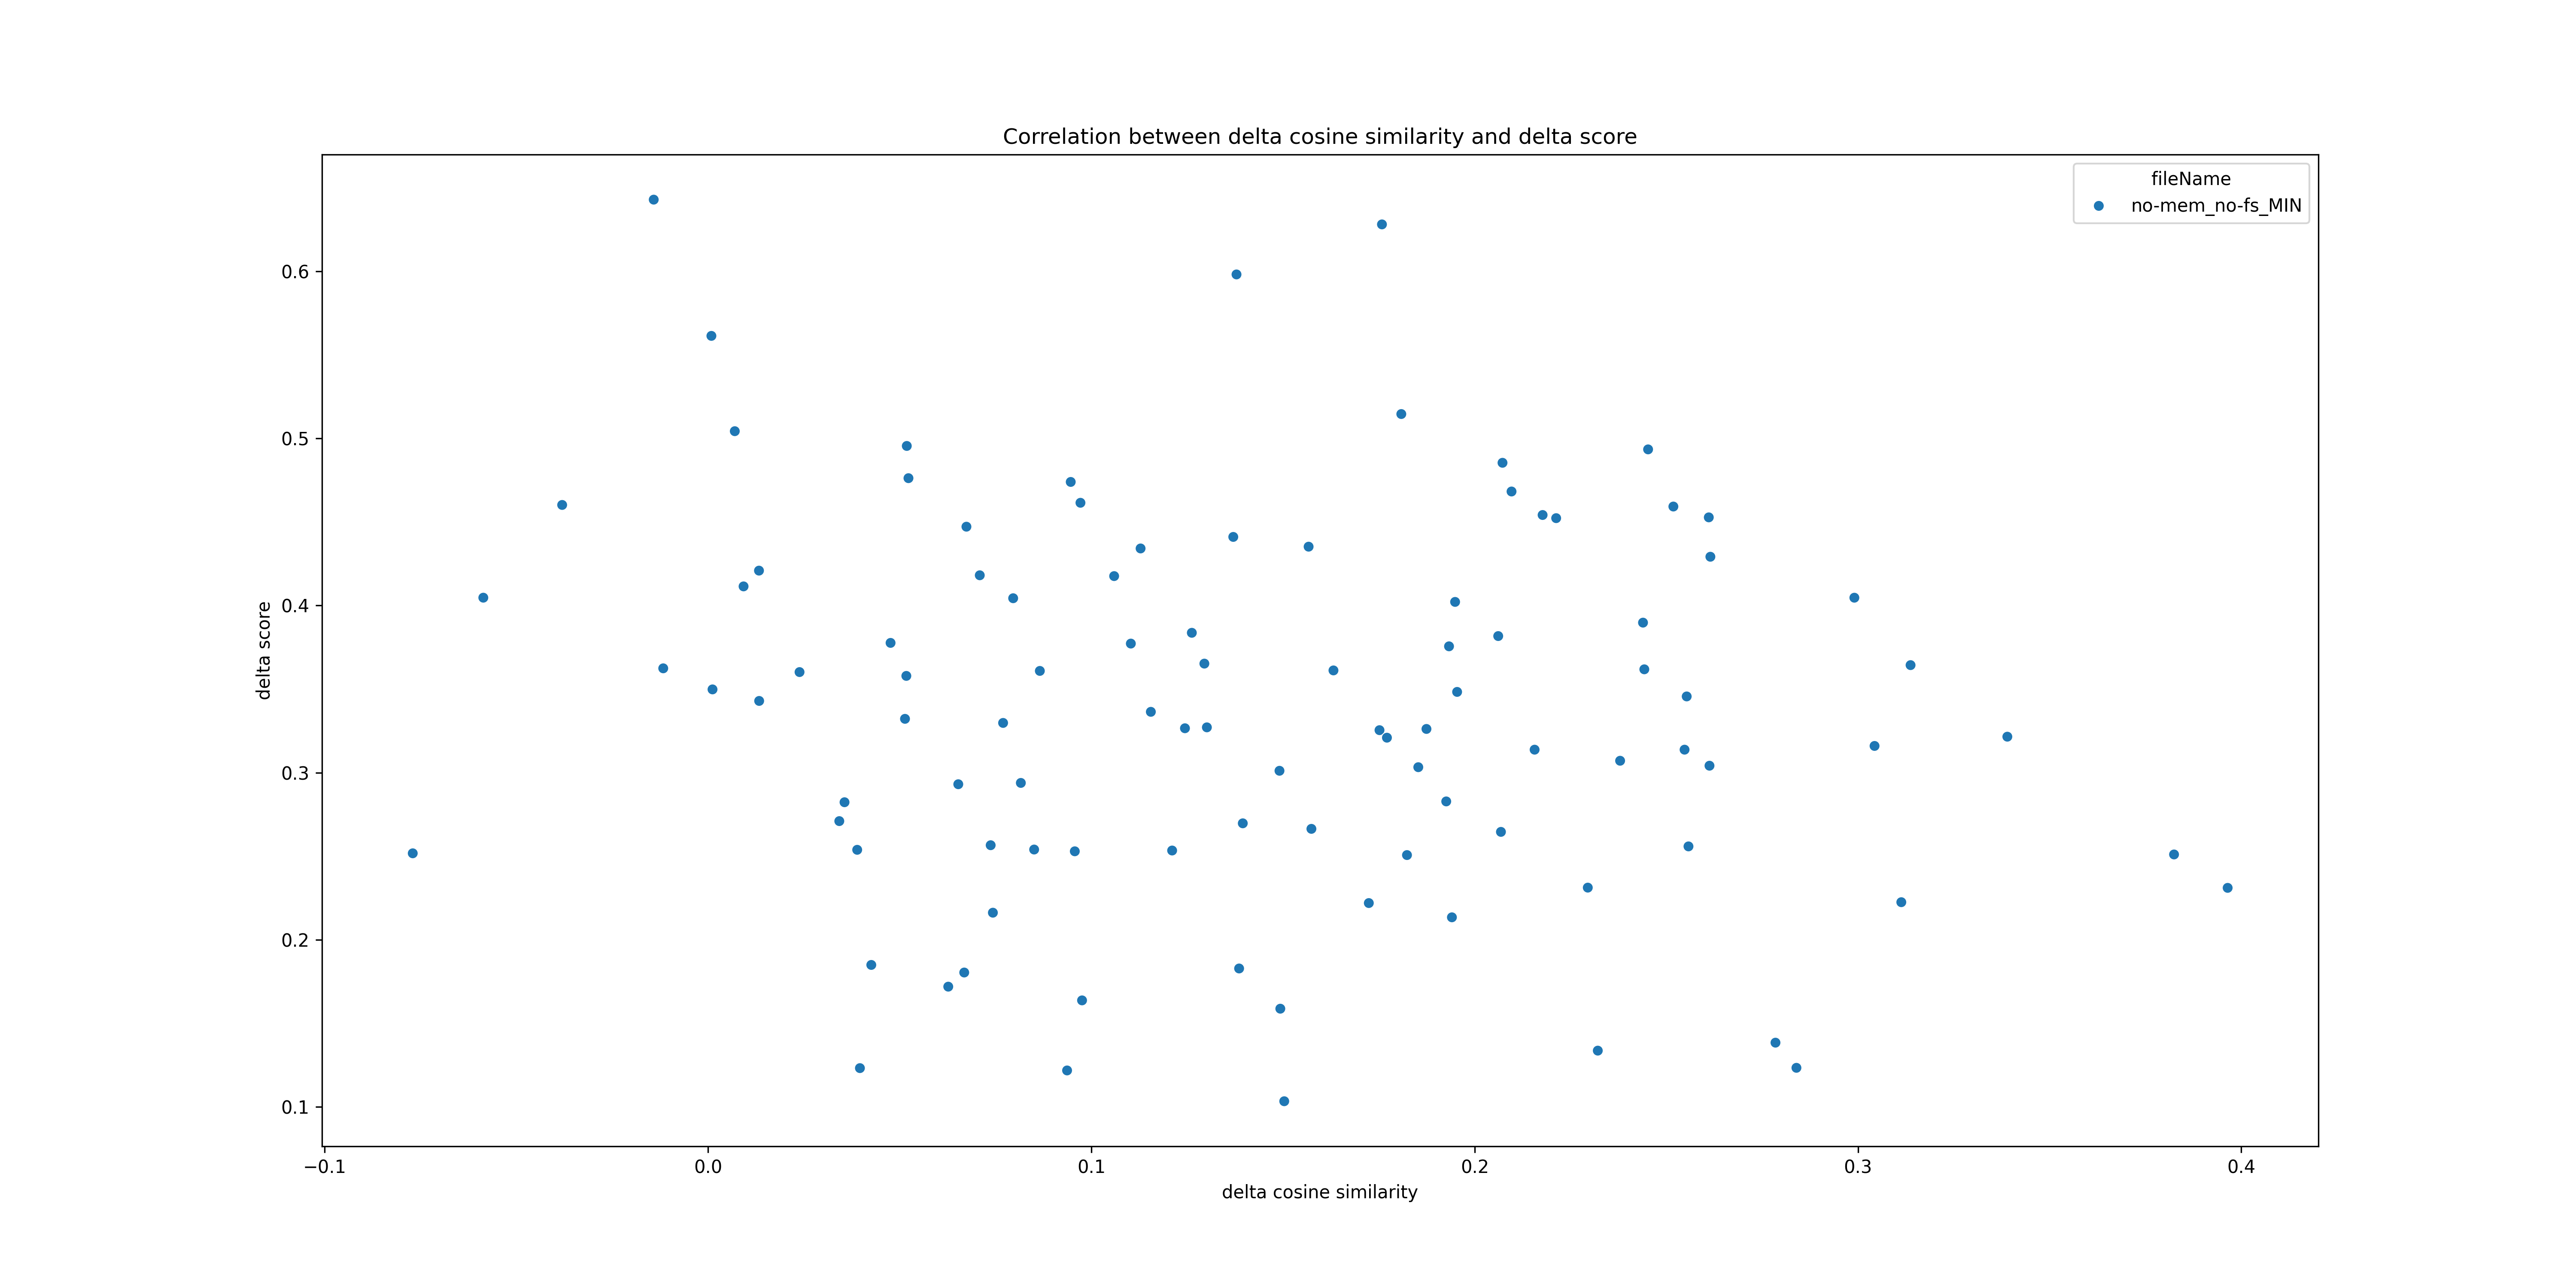 Correlation between delta cosine similarity and delta score
fileName
no-mem_no-fs_MIN
delta score
0.6
0.5
0.4
0.3
0.2
0.1
−0.1
0.0
0.1
0.2
0.3
0.4
delta cosine similarity